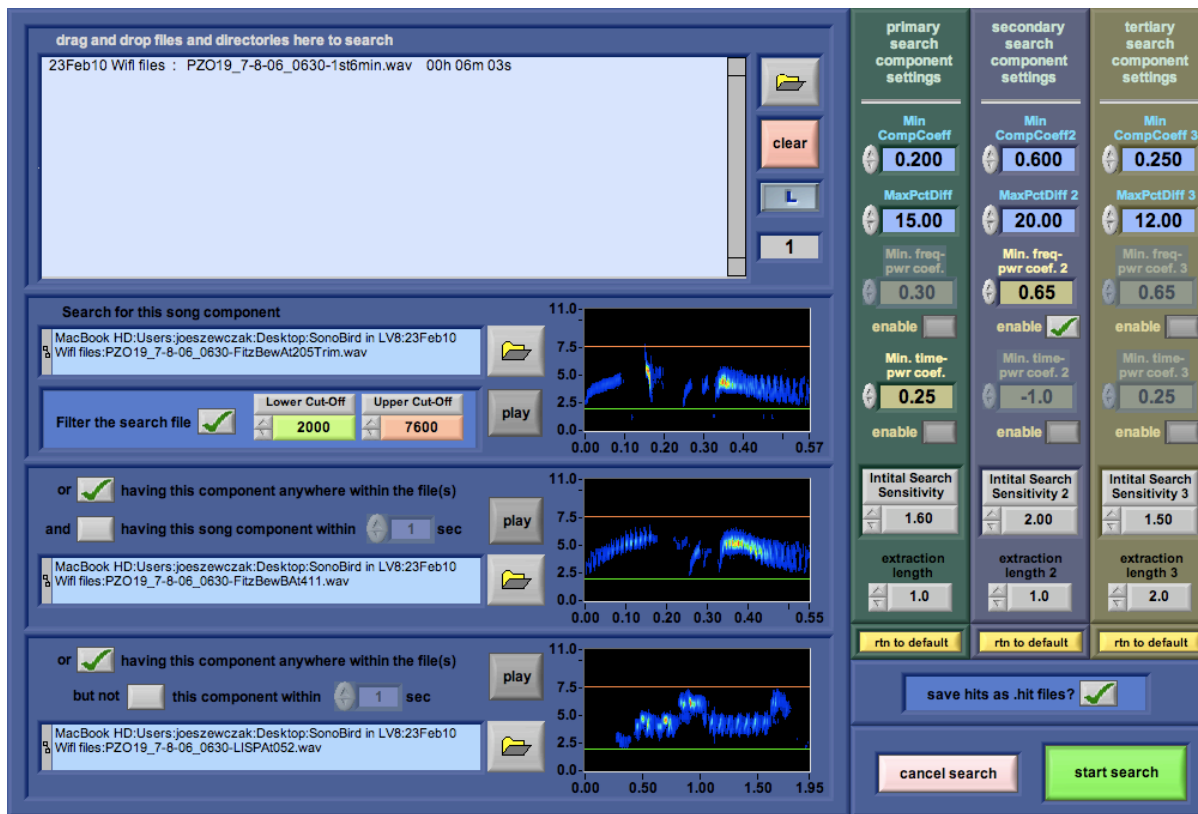 drag and drop files and directories here to search
23Feb10 Wifl files : PZO19_7-8-06_0630-1st6min.wav 00h 06m 03s
clear
L
1
Search for this song component
MacBook HD:Users:joeszewczak:Desktop:SonoBird in LV8:23Feb10
Wifl files:PZO19_7-8-06_0630-FitzBewAt205Trim.wav
Filter the search file
Lower Cut-Off
2000
Upper Cut-Off
7600
play
11.0
7.5
5.0
2.5
0.0
0.00 0.10 0.20 0.30 0.40 0.57
or having this component anywhere within the file(s)
and having this song component within 1 sec
MacBook HD:Users:joeszewczak:Desktop:SonoBird in LV8:23Feb10
Wifl files:PZO19_7-8-06_0630-FitzBewBAt411.wav
play
11.0
7.5
5.0
2.5
0.0
0.00 0.10 0.20 0.30 0.40 0.55
or having this component anywhere within the file(s)
but not this component within 1 sec
MacBook HD:Users:joeszewczak:Desktop:SonoBird in LV8:23Feb10
Wifl files:PZO19_7-8-06_0630-LISPAt052.wav
play
11.0
7.5
5.0
2.5
0.0
0.00 0.50 1.00 1.50 1.95
primary
search
component
settings
Min
CompCoeff
0.200
MaxPctDiff
15.00
Min. freq-
pwr coef.
0.30
enable
Min. time-
pwr coef.
0.25
enable
Intital Search
Sensitivity
1.60
extraction
length
1.0
rtn to default
secondary
search
component
settings
Min
CompCoeff2
0.600
MaxPctDiff 2
20.00
Min. freq-
pwr coef. 2
0.65
enable
Min. time-
pwr coef. 2
-1.0
enable
Intital Search
Sensitivity 2
2.00
extraction
length 2
1.0
rtn to default
tertiary
search
component
settings
Min
CompCoeff 3
0.250
MaxPctDiff 3
12.00
Min. freq-
pwr coef. 3
0.65
enable
Min. time-
pwr coef. 3
0.25
enable
Intital Search
Sensitivity 3
1.50
extraction
length 3
2.0
rtn to default
save hits as .hit files?
cancel search
start search